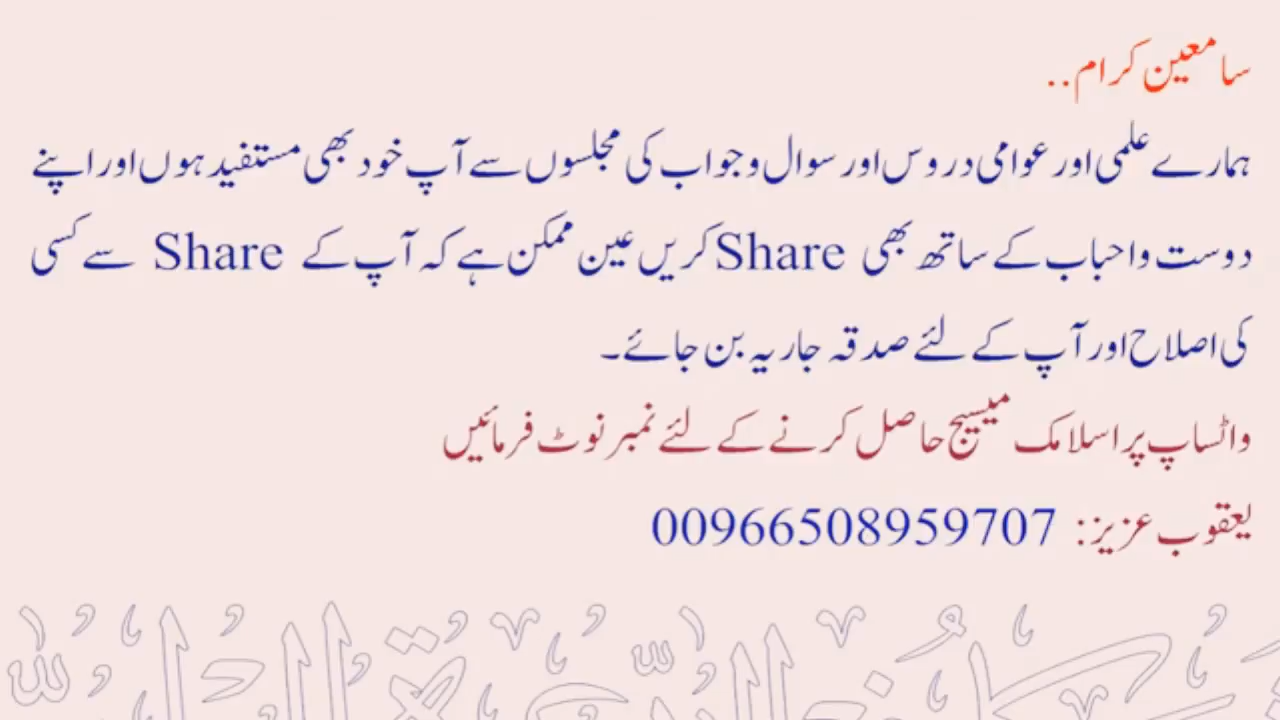 سامعین کرام..
ہمارے علمی اور عوامی دروس اور سوال وجواب کی مجلسوں سے آپ خود بھی مستفید ہوں اور اپنے
دوست واحباب کے ساتھ بھی Share کریں عین ممکن ہے کہ آپ کے Share سے کسی
کی اصلاح اور آپ کے لئے صدقہ جاریہ بن جائے۔
واٹساپ پر اسلامک میسیج حاصل کرنے کے لئے نمبر نوٹ فرمائیں
یعقوب عزیز: 00966508959707